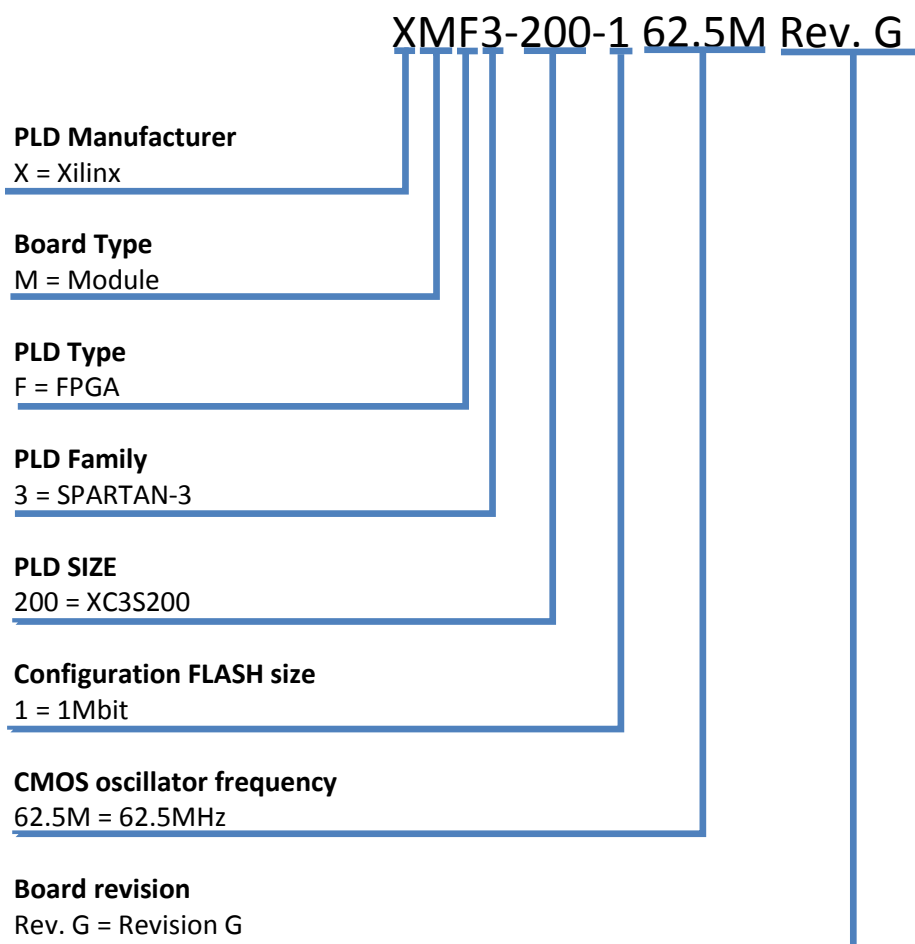 XMF3-200-1 62.5M Rev. G
PLD Manufacturer
X = Xilinx
Board Type
M = Module
PLD Type
F = FPGA
PLD Family
3 = SPARTAN-3
PLD SIZE
200 = XC3S200
Configuration FLASH size
1 = 1Mbit
CMOS oscillator frequency
62.5M = 62.5MHz
Board revision
Rev. G = Revision G